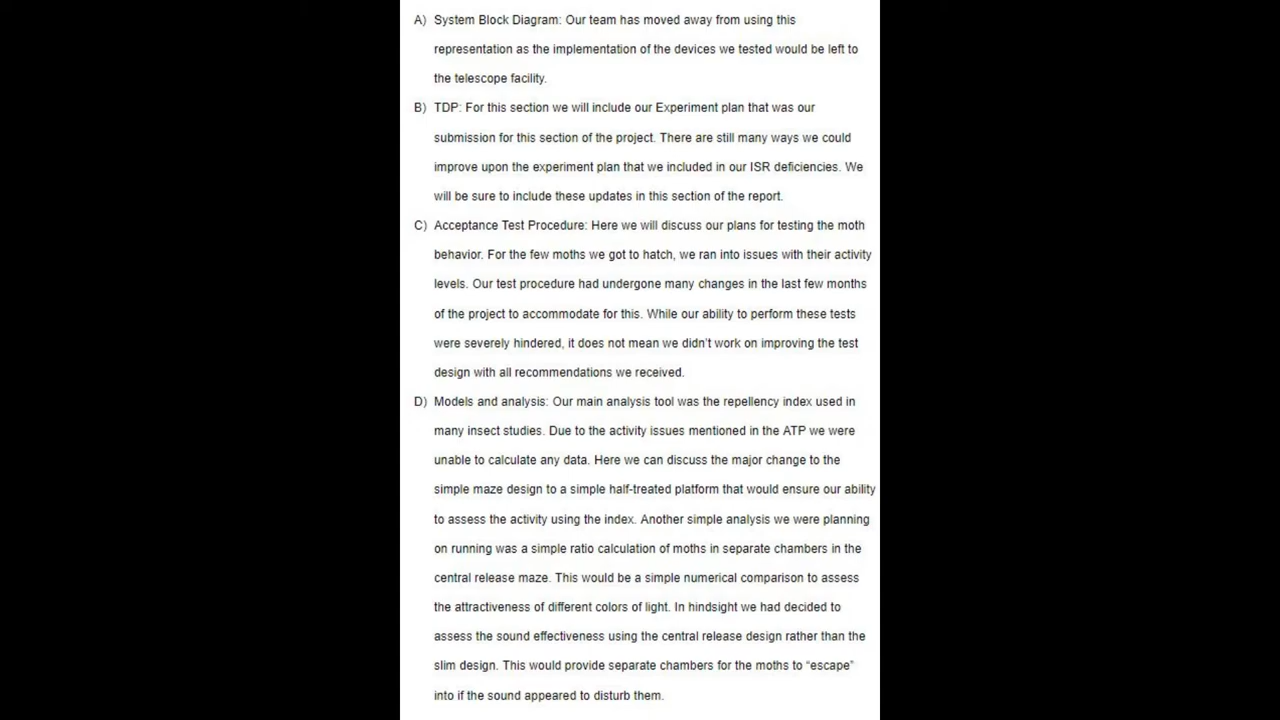 A) System Block Diagram: Our team has moved away from using this
representation as the implementation of the devices we tested would be left to
the telescope facility.
B) TDP: For this section we will include our Experiment plan that was our
submission for this section of the project. There are still many ways we could
improve upon the experiment plan that we included in our ISR deficiencies. We
will be sure to include these updates in this section of the report.
C) Acceptance Test Procedure: Here we will discuss our plans for testing the moth
behavior. For the few moths we got to hatch, we ran into issues with their activity
levels. Our test procedure had undergone many changes in the last few months
of the project to accommodate for this. While our ability to perform these tests
were severely hindered, it does not mean we didn't work on improving the test
design with all recommendations we received.
D) Models and analysis: Our main analysis tool was the repellency index used in
many insect studies. Due to the activity issues mentioned in the ATP we were
unable to calculate any data. Here we can discuss the major change to the
simple maze design to a simple half-treated platform that would ensure our ability
to assess the activity using the index. Another simple analysis we were planning
on running was a simple ratio calculation of moths in separate chambers in the
central release maze. This would be a simple numerical comparison to assess
the attractiveness of different colors of light. In hindsight we had decided to
assess the sound effectiveness using the central release design rather than the
slim design. This would provide separate chambers for the moths to “escape”
into if the sound appeared to disturb them.